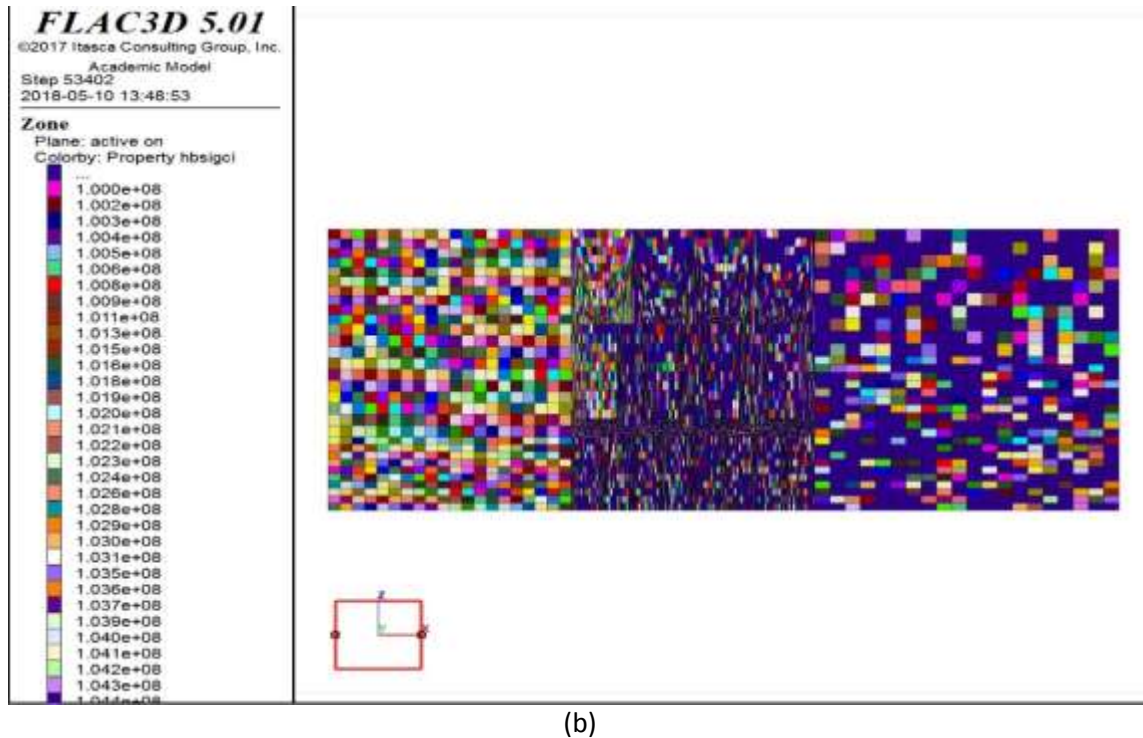 FLAC3D 5.01
©2017 Itasca Consulting Group, Inc.
Academic Model
Step 53402
2018-05-10 13:48:53
Zone
Plane: active on
Colorby: Property hbsigci
...
1.000e+08
1.002e+08
1.003e+08
1.004e+08
1.005e+08
1.006e+08
1.008e+08
1.009e+08
1.011e+08
1.013e+08
1.015e+08
1.016e+08
1.018e+08
1.019e+08
1.020e+08
1.021e+08
1.022e+08
1.023e+08
1.024e+08
1.026e+08
1.028e+08
1.029e+08
1.030e+08
1.031e+08
1.035e+08
1.036e+08
1.037e+08
1.039e+08
1.040e+08
1.041e+08
1.042e+08
1.043e+08
1.044e+08
Z
X
(b)